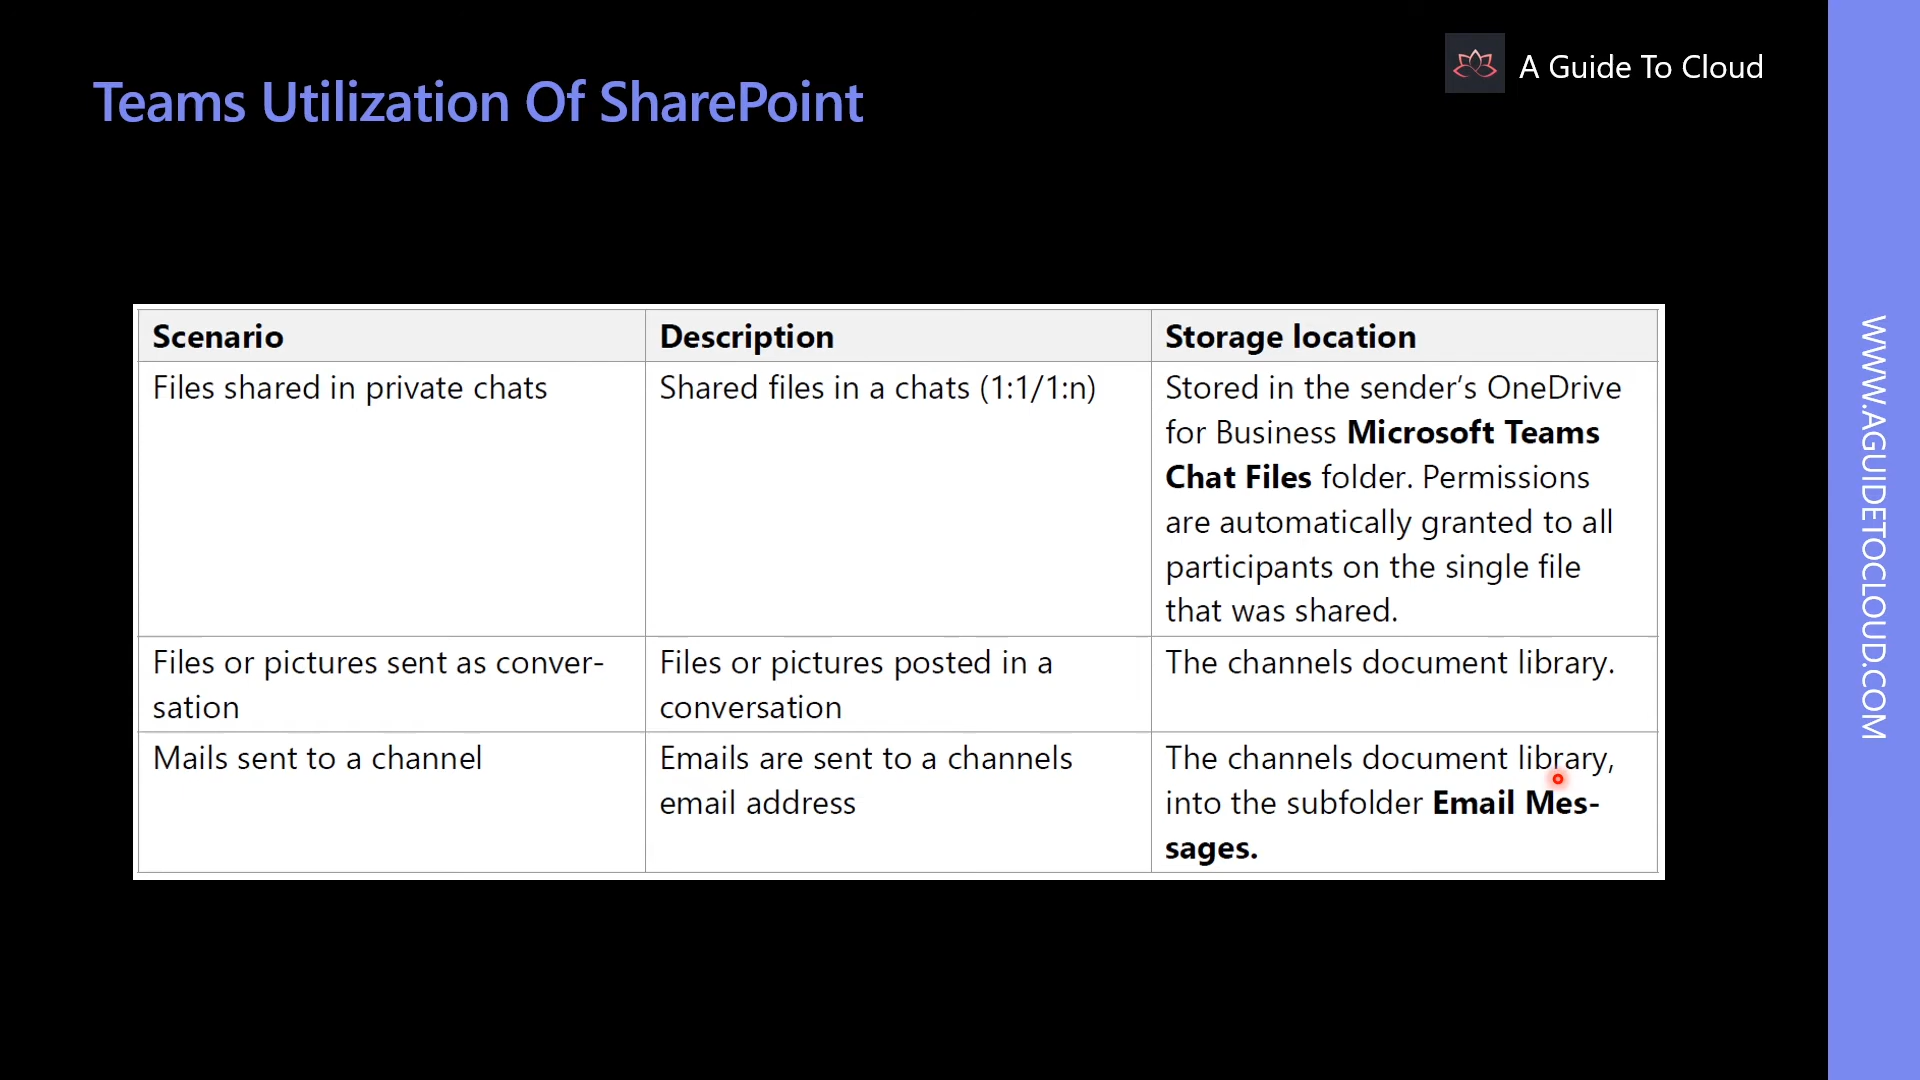 A Guide To Cloud
Teams Utilization Of SharePoint
Scenario
Description
Storage location
Files shared in private chats
Shared files in a chats (1:1/1:n)
Stored in the sender’s OneDrive
for Business Microsoft Teams
Chat Files folder. Permissions
are automatically granted to all
participants on the single file
that was shared.
Files or pictures sent as conver-
sation
Files or pictures posted in a
conversation
The channels document library.
Mails sent to a channel
Emails are sent to a channels
email address
The channels document library,
into the subfolder Email Mes-
sages.
WWW.AGUIDETOCLOUD.COM